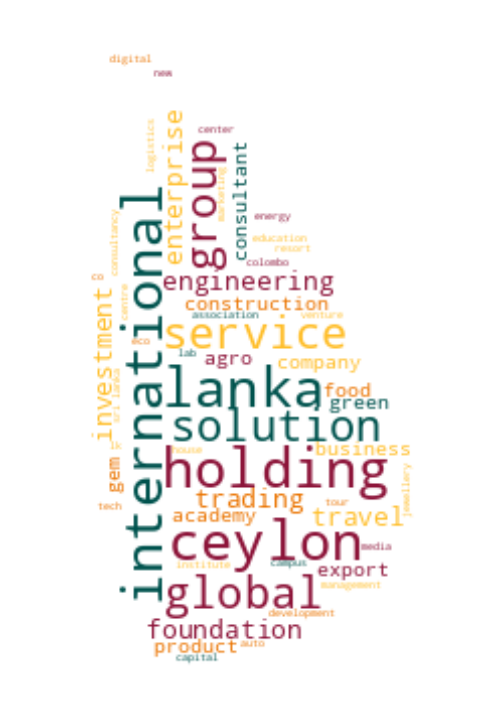 digital
new
logistics
enterprise
center
group
marketing
consultant
international
consultancy
energy
education
resort
colombo
co
engineering
centre
investment
construction
association
venture
service
eco
lab
agro
company
sri lanka
lanka
food
green
solution
lk
house
business
gem
holding
jewellery
trading
tech
tour
academy
travel
ceylon
media
institute
campus
export
global
management
development
foundation
product
auto
capital